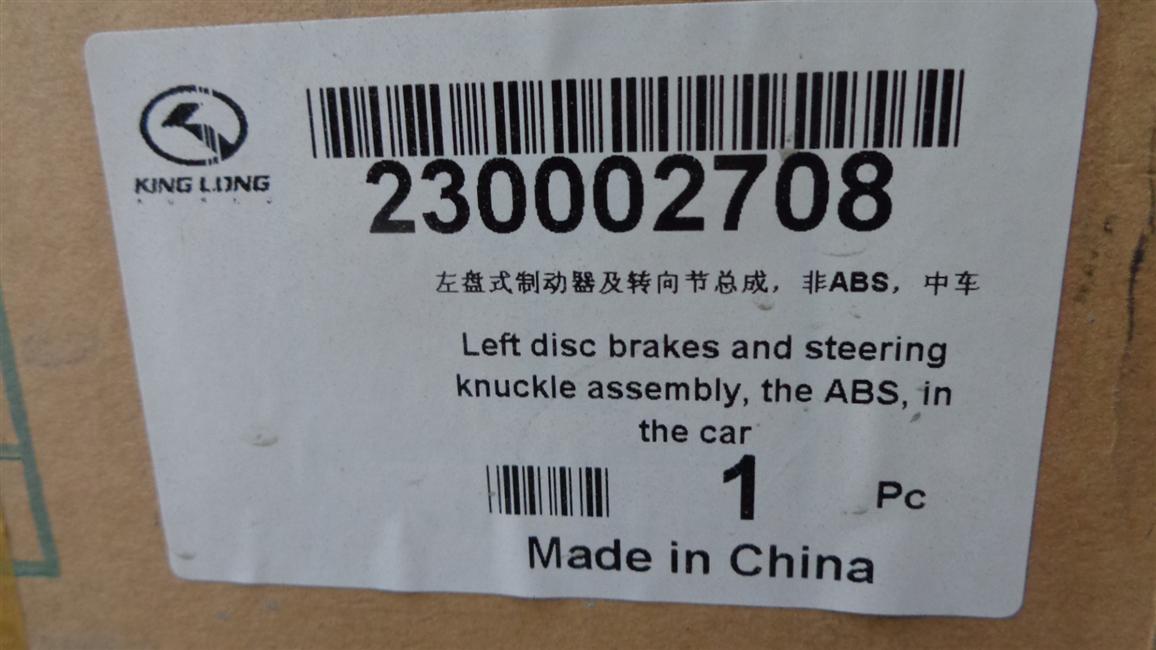 KING LONG
230002708
左盘式制动器及转向节总成，非ABS，中车
Left disc brakes and steering
knuckle assembly, the ABS, in
the car
1 Pc
Made in China